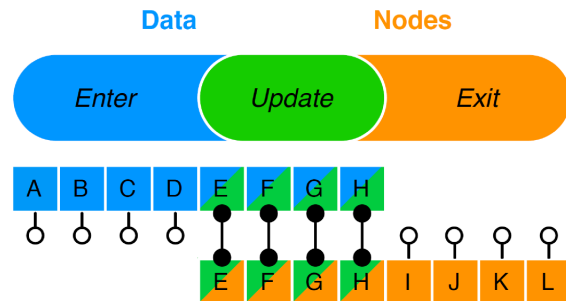 Data Nodes
Enter Update Exit
A B C D E F G H
E F G H I J K L